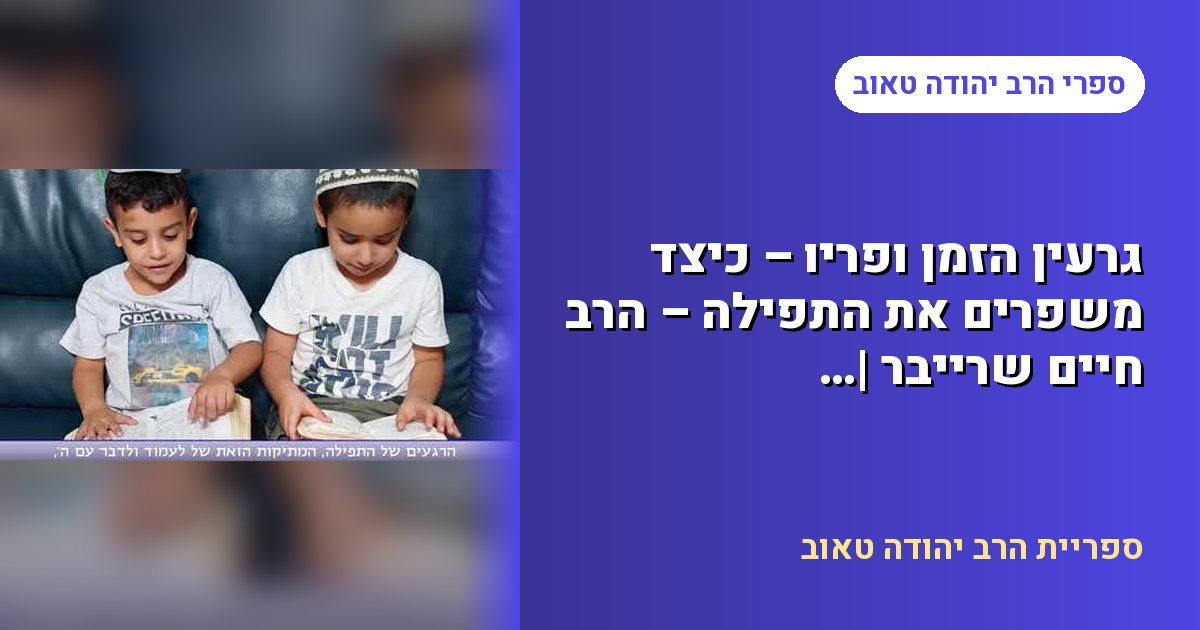 ספרי הרב יהודה טאוב
גרעין הזמן ופריו – כיצד
משפרים את התפילה – הרב
חיים שרייבר |...
ספריית הרב יהודה טאוב
הרגעים של התפילה, המתיקות הזאת של לעמוד ולדבר עם ה',